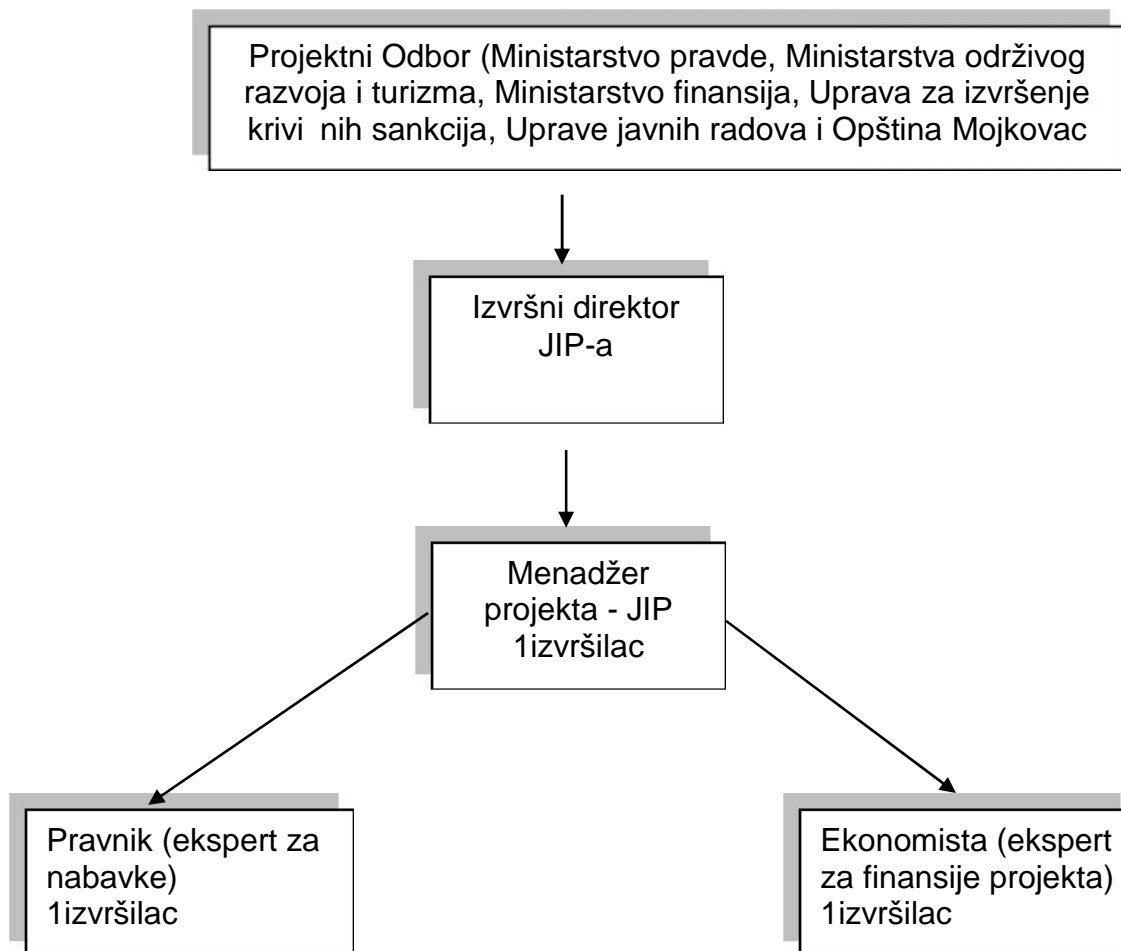 Projektni Odbor (Ministarstvo pravde, Ministarstva održivog
razvoja i turizma, Ministarstvo finansija, Uprava za izvršenje
krivi nih sankcija, Uprave javnih radova i Opština Mojkovac
Izvršni direktor
JIP-a
Menadžer
projekta - JIP
1izvršilac
Pravnik (ekspert za
nabavke)
1izvršilac
Ekonomista (ekspert
za finansije projekta)
1izvršilac